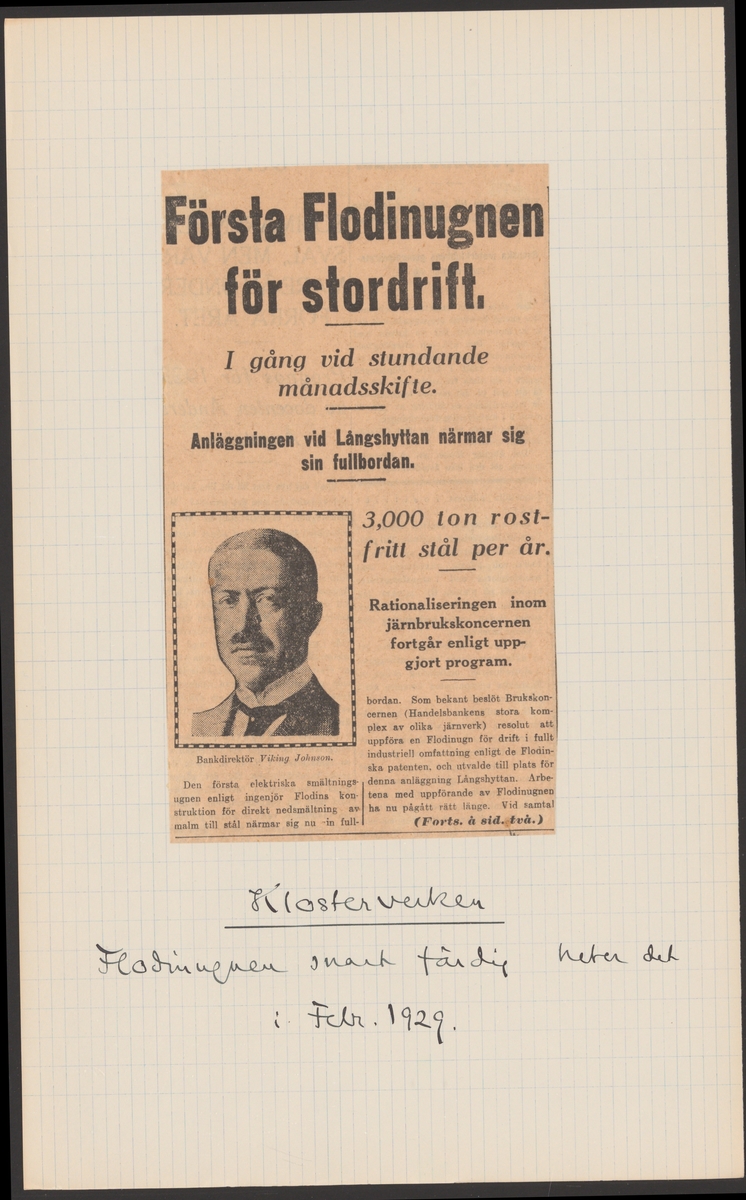 Första Flodinugnen
för stordrift.
I gång vid stundande
månadsskifte.
Anläggningen vid Långshyttan närmar sig
sin fullbordan.
3,000 ton rost-
fritt stål per år.
Rationaliseringen inom
järnbrukskoncernen
fortgår enligt upp-
gjort program.
Bankdirektör Viking Johnson.
Den första elektriska smältnings-
ugnen enligt ingenjör Flodins kon-
struktion för direkt nedsmältning av
malm till stål närmar sig nu in full-
bordan. Som bekant beslöt Brukskon-
cernen (Handelsbankens stora kom-
plex av olika järnverk) resolut att
uppföra en Flodinugn för drift i fullt
industriell omfattning enligt de Flodin-
ska patenten, och utvalde till plats för
denna anläggning Långshyttan. Arbe-
tena med uppförande av Flodinugnen
ha nu pågått rätt länge. Vid samtal
(Forts. å sid. två.)
Klosterverken
Flodinugnen snart färdig heter det
i Febr. 1929.